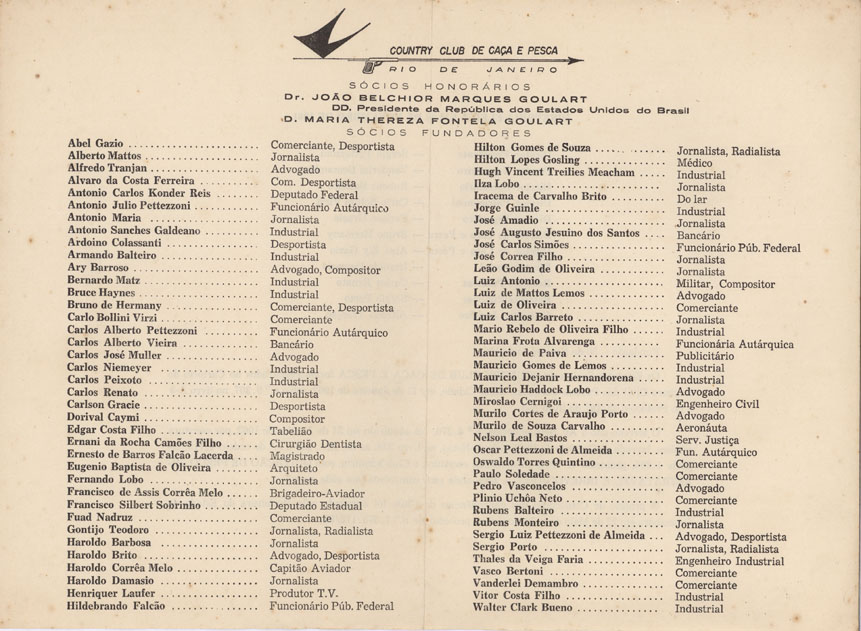 COUNTRY CLUB DE CAÇA E PESCA
RIO DE JANEIRO
SÓCIOS HONORÁRIOS
Dr. JOÃO BELCHIOR MARQUES GOULART
DD. Presidente da República dos Estados Unidos do Brasil
D. MARIA THEREZA FONTELA GOULART
SÓCIOS FUNDADORES
Abel Gazio .................... Comerciante, Desportista
Alberto Mattos .................... Jornalista
Alfredo Tranjan .................... Advogado
Alvaro da Costa Ferreira .......... Com. Desportista
Antonio Carlos Konder Reis ....... Deputado Federal
Antonio Julio Pettezzoni .......... Funcionário Autárquico
Antonio Maria .................... Jornalista
Antonio Sanches Galdeano ......... Industrial
Ardoino Colassanti ................ Desportista
Armando Balteiro ................. Industrial
Ary Barroso ...................... Advogado, Compositor
Bernardo Matz .................... Industrial
Bruce Haynes .................... Industrial
Bruno de Hermany ................ Comerciante, Desportista
Carlo Bollini Virzi ................ Comerciante
Carlos Alberto Pettezzoni ......... Funcionário Autárquico
Carlos Alberto Vieira ............. Bancário
Carlos José Muller ................ Advogado
Carlos Niemeyer .................. Industrial
Carlos Peixoto .................... Industrial
Carlos Renato .................... Jornalista
Carlson Gracie .................... Desportista
Dorival Caymi .................... Compositor
Edgar Costa Filho ................ Tabelião
Ernani da Rocha Camões Filho ...... Cirurgião Dentista
Ernesto de Barros Falcão Lacerda .... Magistrado
Eugenio Baptista de Oliveira ....... Arquiteto
Fernando Lobo .................... Jornalista
Francisco de Assis Corrêa Melo ..... Brigadeiro-Aviador
Francisco Silbert Sobrinho ......... Deputado Estadual
Fuad Nadruz ..................... Comerciante
Gontijo Teodoro .................. Jornalista, Radialista
Haroldo Barbosa .................. Jornalista
Haroldo Brito .................... Advogado, Desportista
Haroldo Corrêa Melo .............. Capitão Aviador
Haroldo Damasio ................. Jornalista
Henriquer Laufer ................. Produtor T.V.
Hildebrando Falcão ............... Funcionário Púb. Federal
Hilton Gomes de Souza ........... Jornalista, Radialista
Hilton Lopes Gosling .............. Médico
Hugh Vincent Treilies Meacham ..... Industrial
Ilza Lobo ........................ Jornalista
Iracema de Carvalho Brito ........ Do lar
Jorge Guinle ..................... Industrial
José Amadio ..................... Jornalista
José Augusto Jesuino dos Santos .... Bancário
José Carlos Simões ............... Funcionário Púb. Federal
José Correa Filho ................ Jornalista
Leão Godim de Oliveira ........... Jornalista
Luiz Antonio ..................... Militar, Compositor
Luiz de Mattos Lemos ............ Advogado
Luiz de Oliveira .................. Comerciante
Luiz Carlos Barreto ............... Jornalista
Mario Rebelo de Oliveira Filho ..... Industrial
Marina Frota Alvarenga ........... Funcionária Autárquica
Mauricio de Paiva ................ Publicitário
Mauricio Gomes de Lemos ......... Industrial
Mauricio Dejanir Hernandorena ..... Industrial
Mauricio Haddock Lobo ........... Advogado
Miroslao Cernigoi ................ Engenheiro Civil
Murilo Cortes de Araujo Porto ..... Advogado
Murilo de Souza Carvalho ......... Aeronáuta
Nelson Leal Bastos ............... Serv. Justiça
Oscar Pettezzoni de Almeida ....... Fun. Autárquico
Oswaldo Torres Quintino .......... Comerciante
Paulo Soledade ................... Comerciante
Pedro Vasconcelos ................ Advogado
Plinio Uchôa Neto ................ Comerciante
Rubens Balteiro .................. Industrial
Rubens Monteiro ................. Jornalista
Sergio Luiz Pettezzoni de Almeida ... Advogado, Desportista
Sergio Porto ..................... Jornalista, Radialista
Thales da Veiga Faria ............. Engenheiro Industrial
Vasco Bertoni .................... Comerciante
Vanderlei Demambro .............. Comerciante
Vitor Costa Filho ................. Industrial
Walter Clark Bueno ............... Industrial